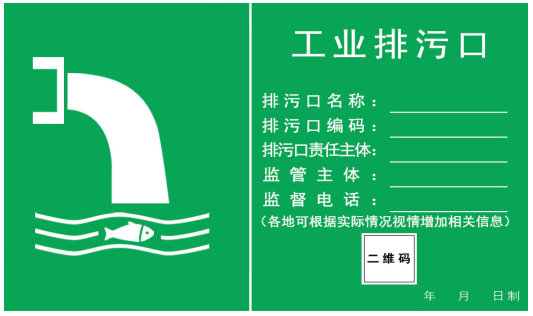 工业排污口
排污口名称：
排污口编码：
排污口责任主体：
监管主体：
监督电话：
（各地可根据实际情况视情增加相关信息）
二维码
年 月 日制